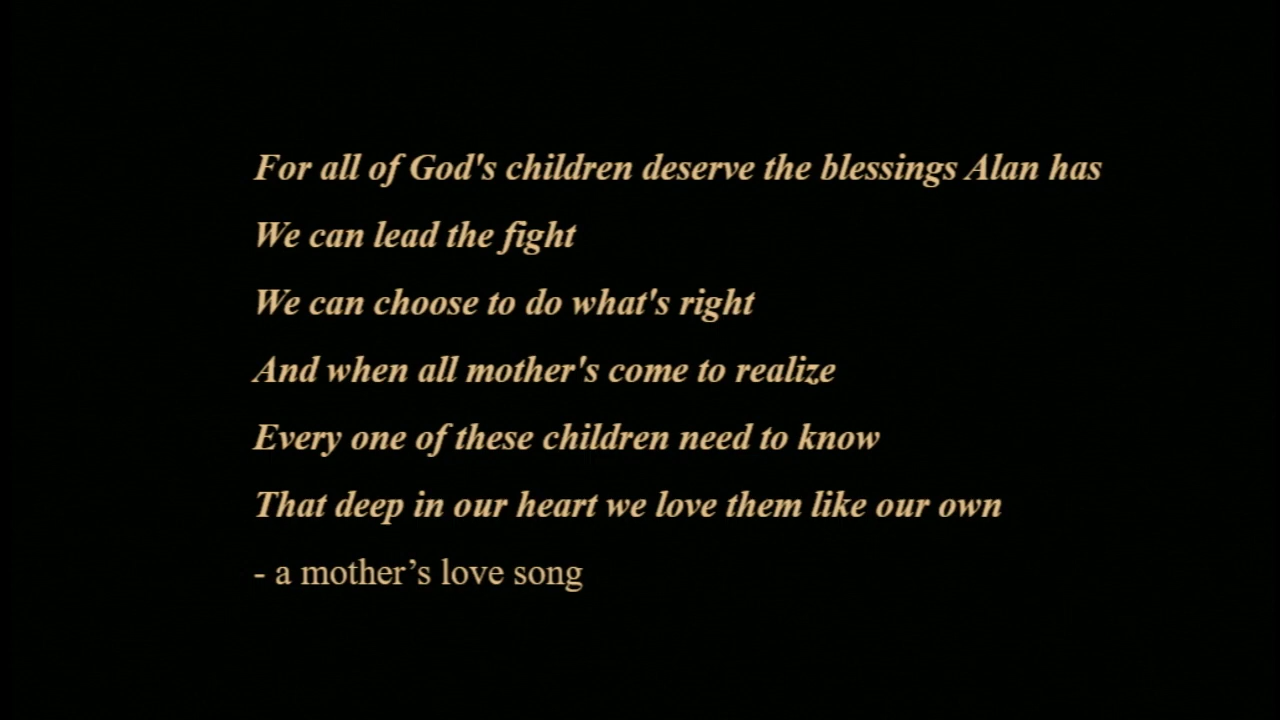 For all of God's children deserve the blessings Alan has
We can lead the fight
We can choose to do what's right
And when all mother's come to realize
Every one of these children need to know
That deep in our heart we love them like our own
- a mother’s love song